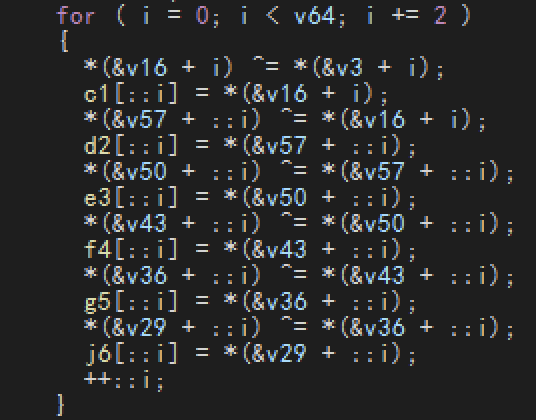 for ( i = 0; i < v64; i += 2 )
{
*(&v16 + i) ^= *(&v3 + i);
c1[::i] = *(&v16 + i);
*(&v57 + ::i) ^= *(&v16 + i);
d2[::i] = *(&v57 + ::i);
*(&v50 + ::i) ^= *(&v57 + ::i);
e3[::i] = *(&v50 + ::i);
*(&v43 + ::i) ^= *(&v50 + ::i);
f4[::i] = *(&v43 + ::i);
*(&v36 + ::i) ^= *(&v43 + ::i);
g5[::i] = *(&v36 + ::i);
*(&v29 + ::i) ^= *(&v36 + ::i);
j6[::i] = *(&v29 + ::i);
++::i;
}